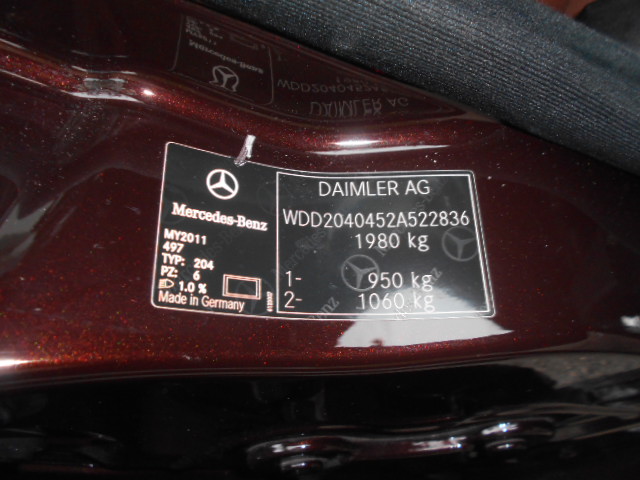 Mercedes-Benz
MY2011
497
TYP: 204
PZ: 6
1.0 %
Made in Germany
DAIMLER AG
WDD2040452A522836
1980 kg
1- 950 kg
2- 1060 kg